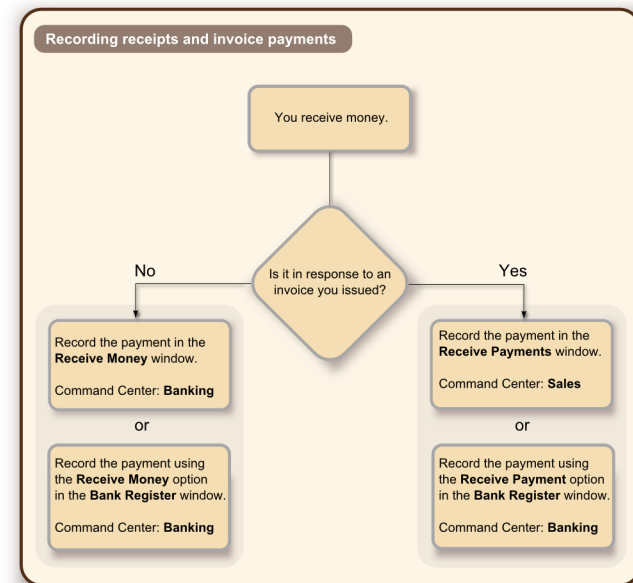 Recording receipts and invoice payments
You receive money.
Is it in response to an
invoice you issued?
No
Yes
Record the payment in the
Receive Money window.
Command Center: Banking
or
Record the payment using
the Receive Money option
in the Bank Register window.
Command Center: Banking
Record the payment in the
Receive Payments window.
Command Center: Sales
or
Record the payment using
the Receive Payment option
in the Bank Register window.
Command Center: Banking